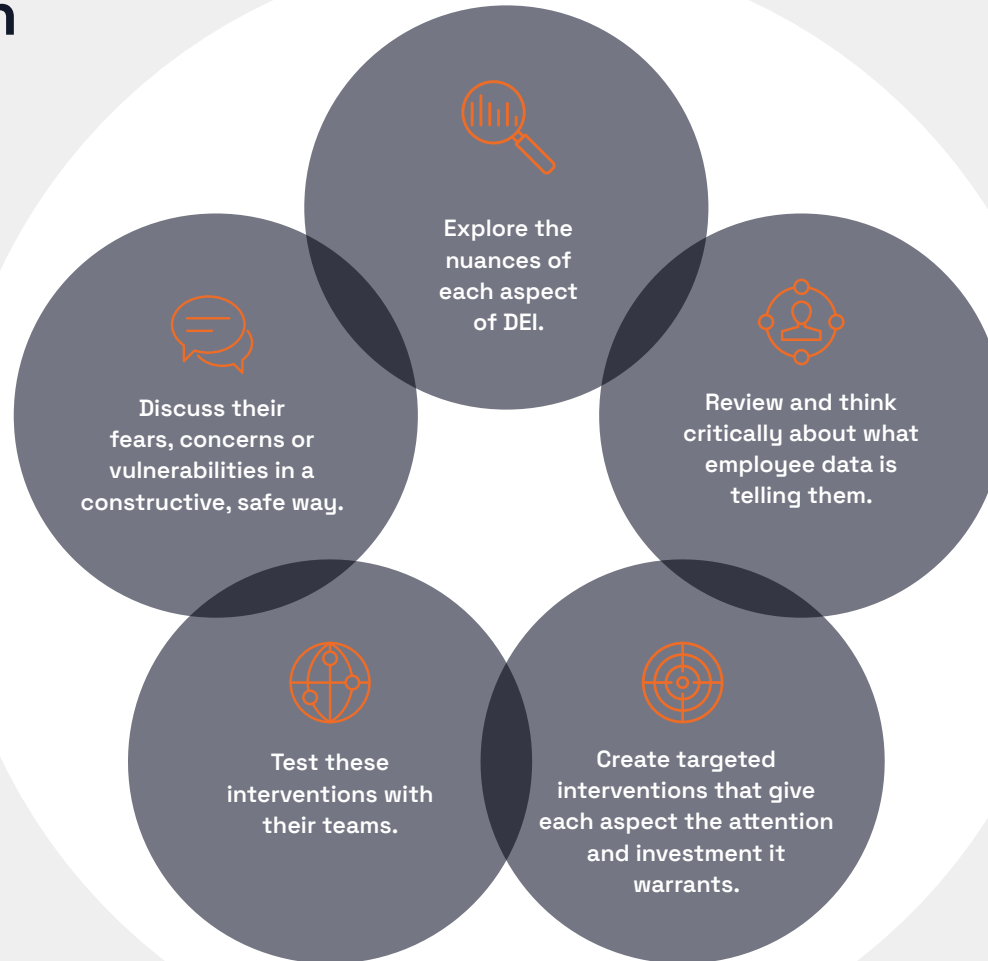 n
Explore the
nuances of
each aspect
of DEI.
Review and think
critically about what
employee data is
telling them.
Create targeted
interventions that give
each aspect the attention
and investment it
warrants.
Test these
interventions with
their teams.
Discuss their
fears, concerns or
vulnerabilities in a
constructive, safe way.